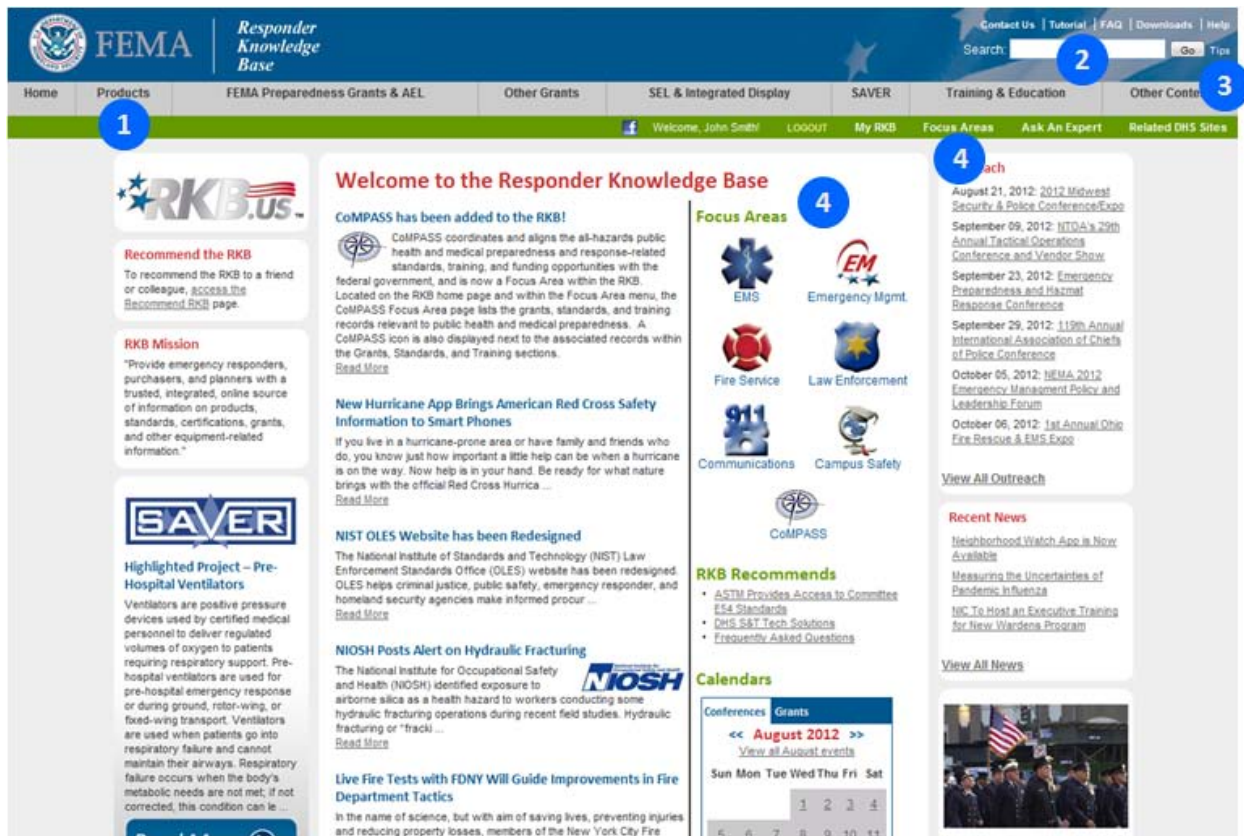 FEMA
Responder
Knowledge
Base
Contact Us | Tutorial | FAQ | Downloads | Help
Search:
2
Go
Tips
3
Home
Products
FEMA Preparedness Grants & AEL
Other Grants
SEL & Integrated Display
SAVER
Training & Education
Other
1
Welcome, John Smith!
LOGOUT
My RKB
Focus Areas
Ask An Expert
Related DHS Sites
RKB.US
Recommend the RKB
To recommend the RKB to a friend
or colleague, access the
Recommend RKB page.
RKB Mission
"Provide emergency responders,
purchasers, and planners with a
trusted, integrated, online source
of information on products,
standards, certifications, grants,
and other equipment-related
information."
SAVER
Highlighted Project – Pre-
Hospital Ventilators
Ventilators are positive pressure
devices used by certified medical
personnel to deliver regulated
volumes of oxygen to patients
requiring respiratory support. Pre-
hospital ventilators are used for
pre-hospital emergency response
or during ground, rotor-wing, or
fixed-wing transport. Ventilators
are used when patients go into
respiratory failure and cannot
maintain their airways. Respiratory
failure occurs when the body's
metabolic needs are not met; if not
corrected, this condition can le ...
Welcome to the Responder Knowledge Base
CoMPASS has been added to the RKB!
CoMPASS coordinates and aligns the all-hazards public
health and medical preparedness and response-related
standards, training, and funding opportunities with the
federal government, and is now a Focus Area within the RKB.
Located on the RKB home page and within the Focus Area menu, the
CoMPASS Focus Area page lists the grants, standards, and training
records relevant to public health and medical preparedness. A
CoMPASS icon is also displayed next to the associated records within
the Grants, Standards, and Training sections.
Read More
New Hurricane App Brings American Red Cross Safety
Information to Smart Phones
If you live in a hurricane-prone area or have family and friends who
do, you know just how important a little help can be when a hurricane
is on the way. Now help is in your hand. Be ready for what nature
brings with the official Red Cross Hurrica ...
Read More
NIST OLES Website has been Redesigned
The National Institute of Standards and Technology (NIST) Law
Enforcement Standards Office (OLES) website has been redesigned.
OLES helps criminal justice, public safety, emergency responder, and
homeland security agencies make informed procur ...
Read More
NIOSH Posts Alert on Hydraulic Fracturing
The National Institute for Occupational Safety
and Health (NIOSH) identified exposure to
airborne silica as a health hazard to workers conducting some
hydraulic fracturing operations during recent field studies. Hydraulic
fracturing or "fracki ...
Read More
NIOSH
Live Fire Tests with FDNY Will Guide Improvements in Fire
Department Tactics
In the name of science, but with aim of saving lives, preventing injuries
and reducing property losses, members of the New York City Fire
4
Focus Areas
EMS
EM
Emergency Mgmt.
Fire Service
Law Enforcement
911
Communications
Campus Safety
CoMPASS
RKB Recommends
• ASTM Provides Access to Committee
E54 Standards
• DHS S&T Tech Solutions
• Frequently Asked Questions
Calendars
Conferences
Grants
<< August 2012 >>
View all August events
Sun Mon Tue Wed Thu Fri Sat
1 2 3 4
5 6 7 8 9 10 11
4
August 21, 2012: 2012 Midwest
Security & Police Conference/Expo
September 09, 2012: NTOA's 29th
Annual Tactical Operations
Conference and Vendor Show
September 23, 2012: Emergency
Preparedness and Hazmat
Response Conference
September 29, 2012: 119th Annual
International Association of Chiefs
of Police Conference
October 05, 2012: NEMA 2012
Emergency Managment Policy and
Leadership Forum
October 06, 2012: 1st Annual Ohio
Fire Rescue & EMS Expo
View All Outreach
Recent News
Neighborhood Watch App is Now
Available
Measuring the Uncertainties of
Pandemic Influenza
NIC To Host an Executive Training
for New Wardens Program
View All News